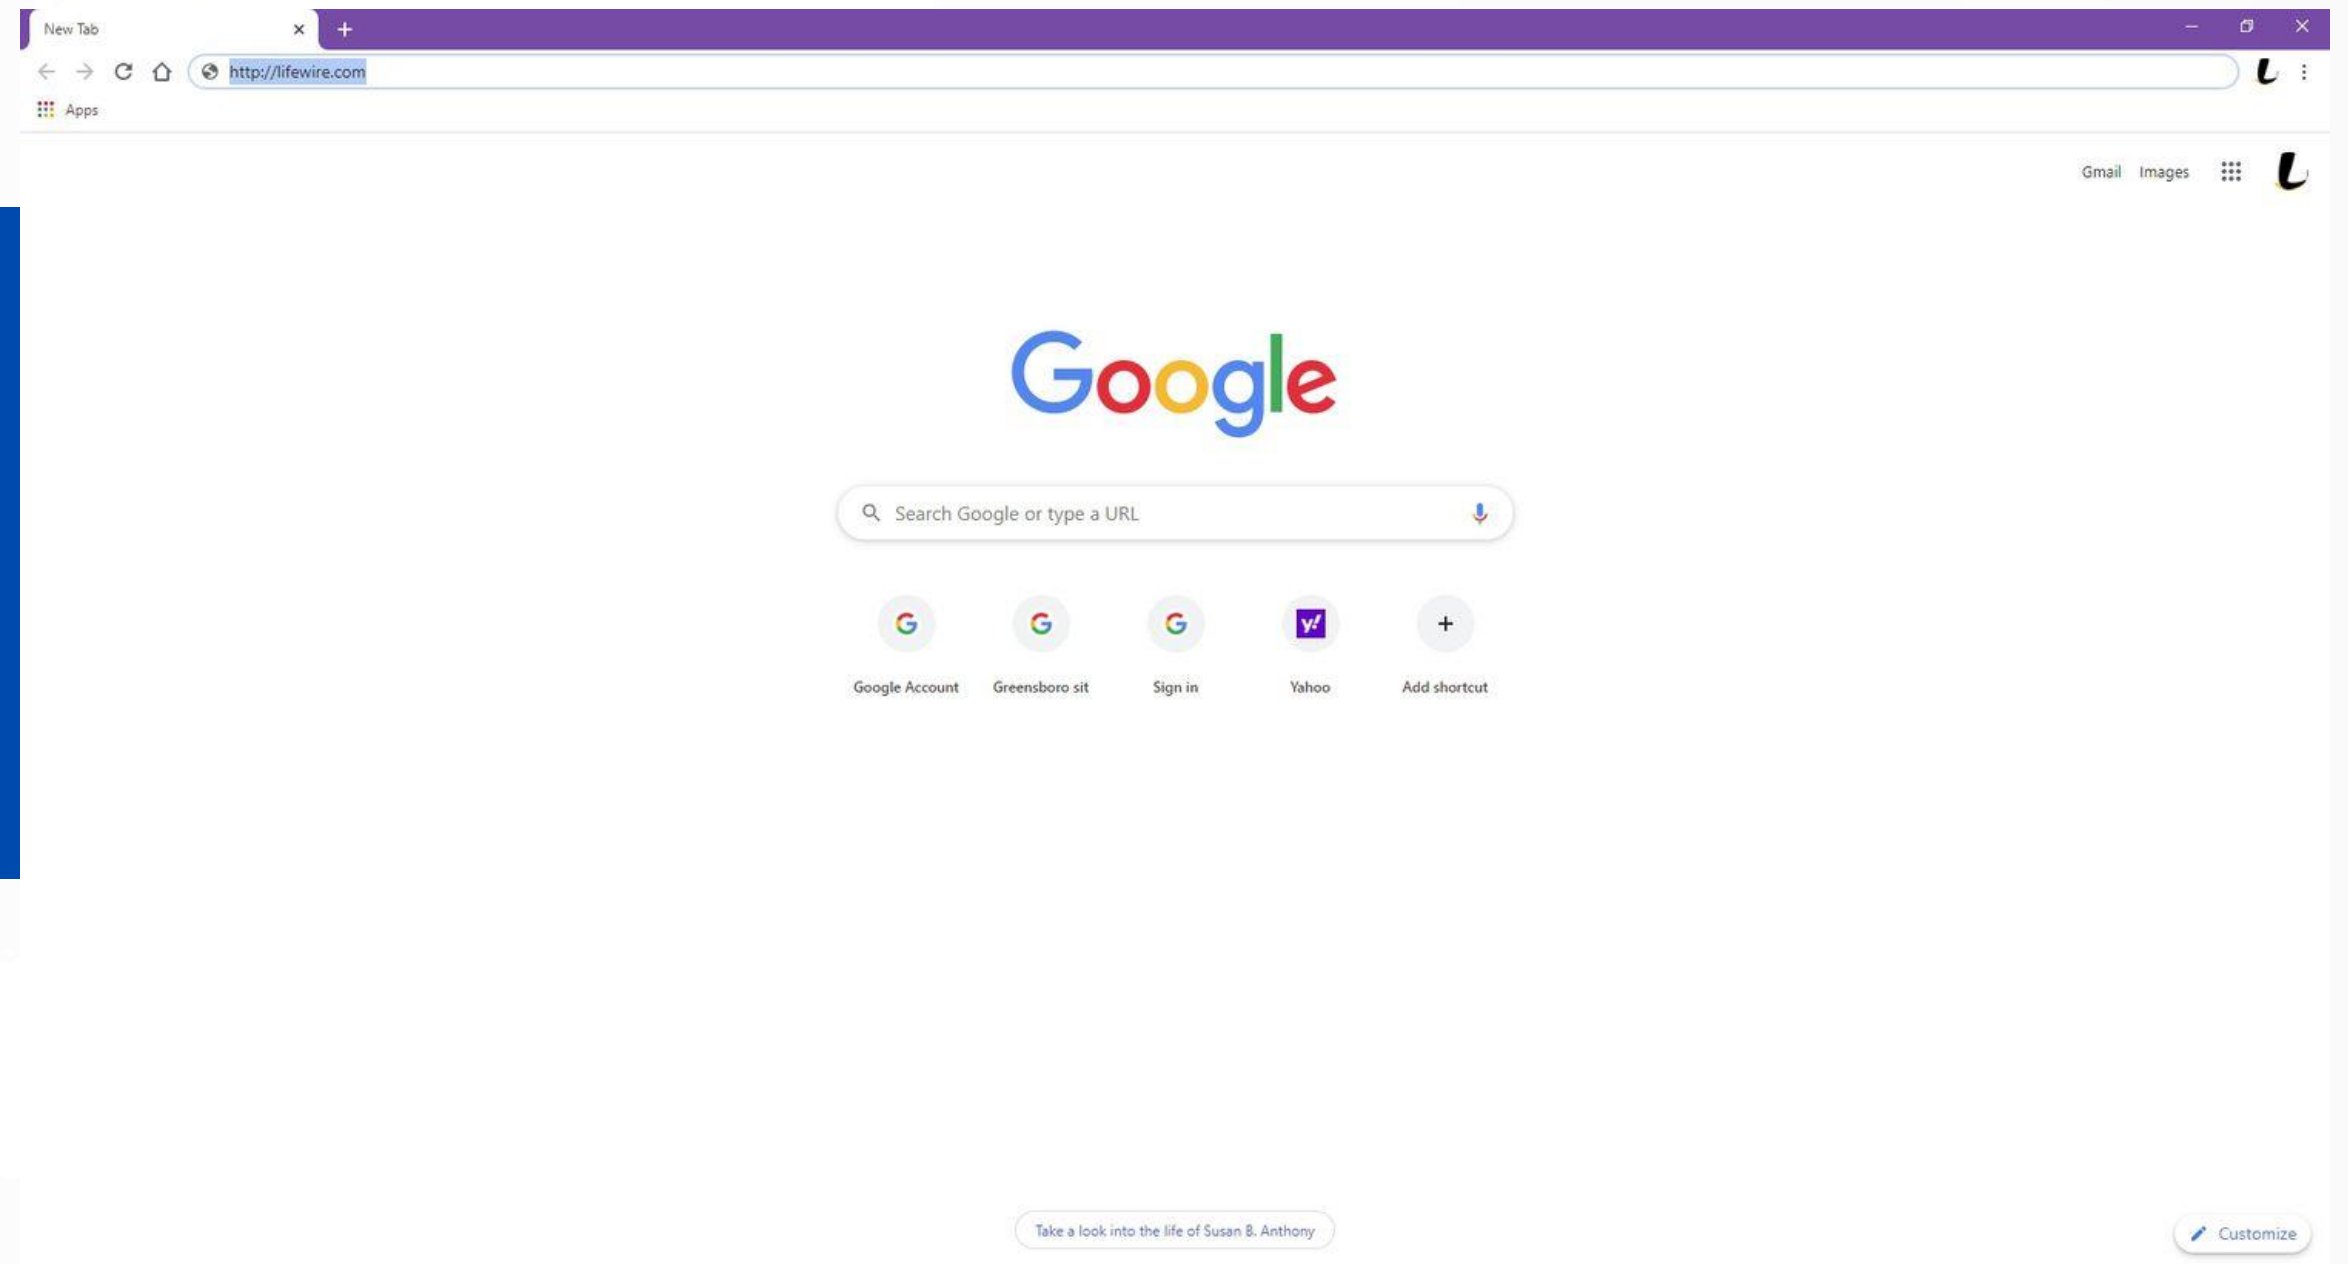 New Tab
http://lifewire.com
Apps
Gmail Images
Google
Search Google or type a URL
Google Account Greensboro sit Sign in Yahoo Add shortcut
Take a look into the life of Susan B. Anthony
Customize